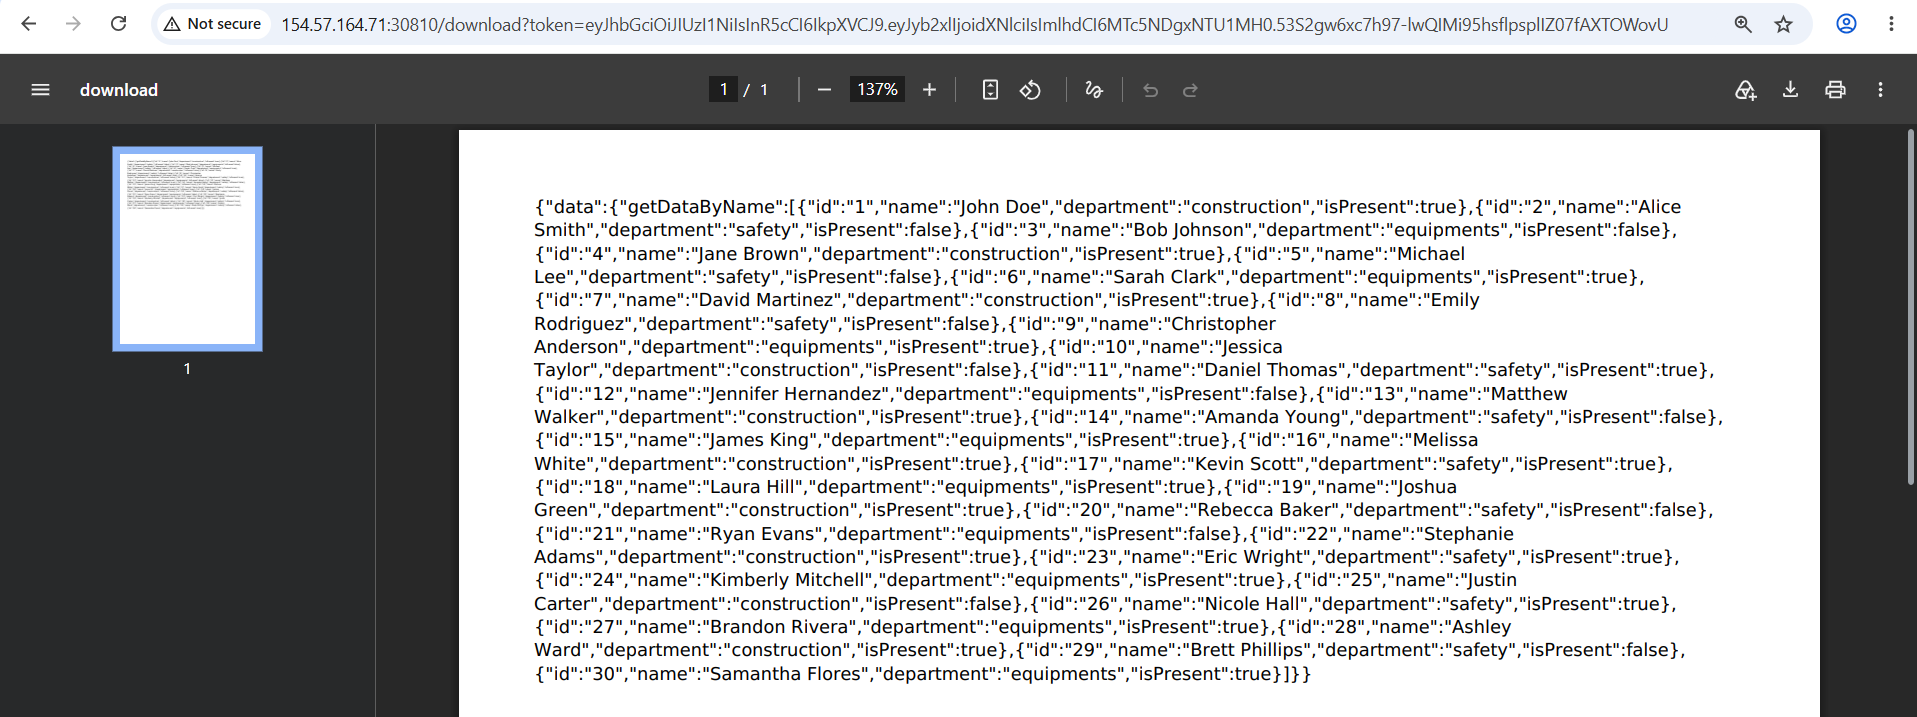 Not secure 154.57.164.71:30810/download?token=eyJhbGciOiJIUzI1NiIsInR5cCI6IkpXVCJ9.eyJyb2xlIjoidXNlciIsImlhdCI6MTc5NDgxNTU1MH0.53S2gw6xc7h97-lwQIMi95hsflpsplIZ07fAXTOWovU
download
1 / 1
137%
1
{"data":{"getDataByName":[{"id":"1","name":"John Doe","department":"construction","isPresent":true},{"id":"2","name":"Alice
Smith","department":"safety","isPresent":false},{"id":"3","name":"Bob Johnson","department":"equipments","isPresent":false},
{"id":"4","name":"Jane Brown","department":"construction","isPresent":true},{"id":"5","name":"Michael
Lee","department":"safety","isPresent":false},{"id":"6","name":"Sarah Clark","department":"equipments","isPresent":true},
{"id":"7","name":"David Martinez","department":"construction","isPresent":true},{"id":"8","name":"Emily
Rodriguez","department":"safety","isPresent":false},{"id":"9","name":"Christopher
Anderson","department":"equipments","isPresent":true},{"id":"10","name":"Jessica
Taylor","department":"construction","isPresent":false},{"id":"11","name":"Daniel Thomas","department":"safety","isPresent":true},
{"id":"12","name":"Jennifer Hernandez","department":"equipments","isPresent":false},{"id":"13","name":"Matthew
Walker","department":"construction","isPresent":true},{"id":"14","name":"Amanda Young","department":"safety","isPresent":false},
{"id":"15","name":"James King","department":"equipments","isPresent":true},{"id":"16","name":"Melissa
White","department":"construction","isPresent":true},{"id":"17","name":"Kevin Scott","department":"safety","isPresent":true},
{"id":"18","name":"Laura Hill","department":"equipments","isPresent":true},{"id":"19","name":"Joshua
Green","department":"construction","isPresent":true},{"id":"20","name":"Rebecca Baker","department":"safety","isPresent":false},
{"id":"21","name":"Ryan Evans","department":"equipments","isPresent":false},{"id":"22","name":"Stephanie
Adams","department":"construction","isPresent":true},{"id":"23","name":"Eric Wright","department":"safety","isPresent":true},
{"id":"24","name":"Kimberly Mitchell","department":"equipments","isPresent":true},{"id":"25","name":"Justin
Carter","department":"construction","isPresent":false},{"id":"26","name":"Nicole Hall","department":"safety","isPresent":true},
{"id":"27","name":"Brandon Rivera","department":"equipments","isPresent":true},{"id":"28","name":"Ashley
Ward","department":"construction","isPresent":true},{"id":"29","name":"Brett Phillips","department":"safety","isPresent":false},
{"id":"30","name":"Samantha Flores","department":"equipments","isPresent":true}]}}